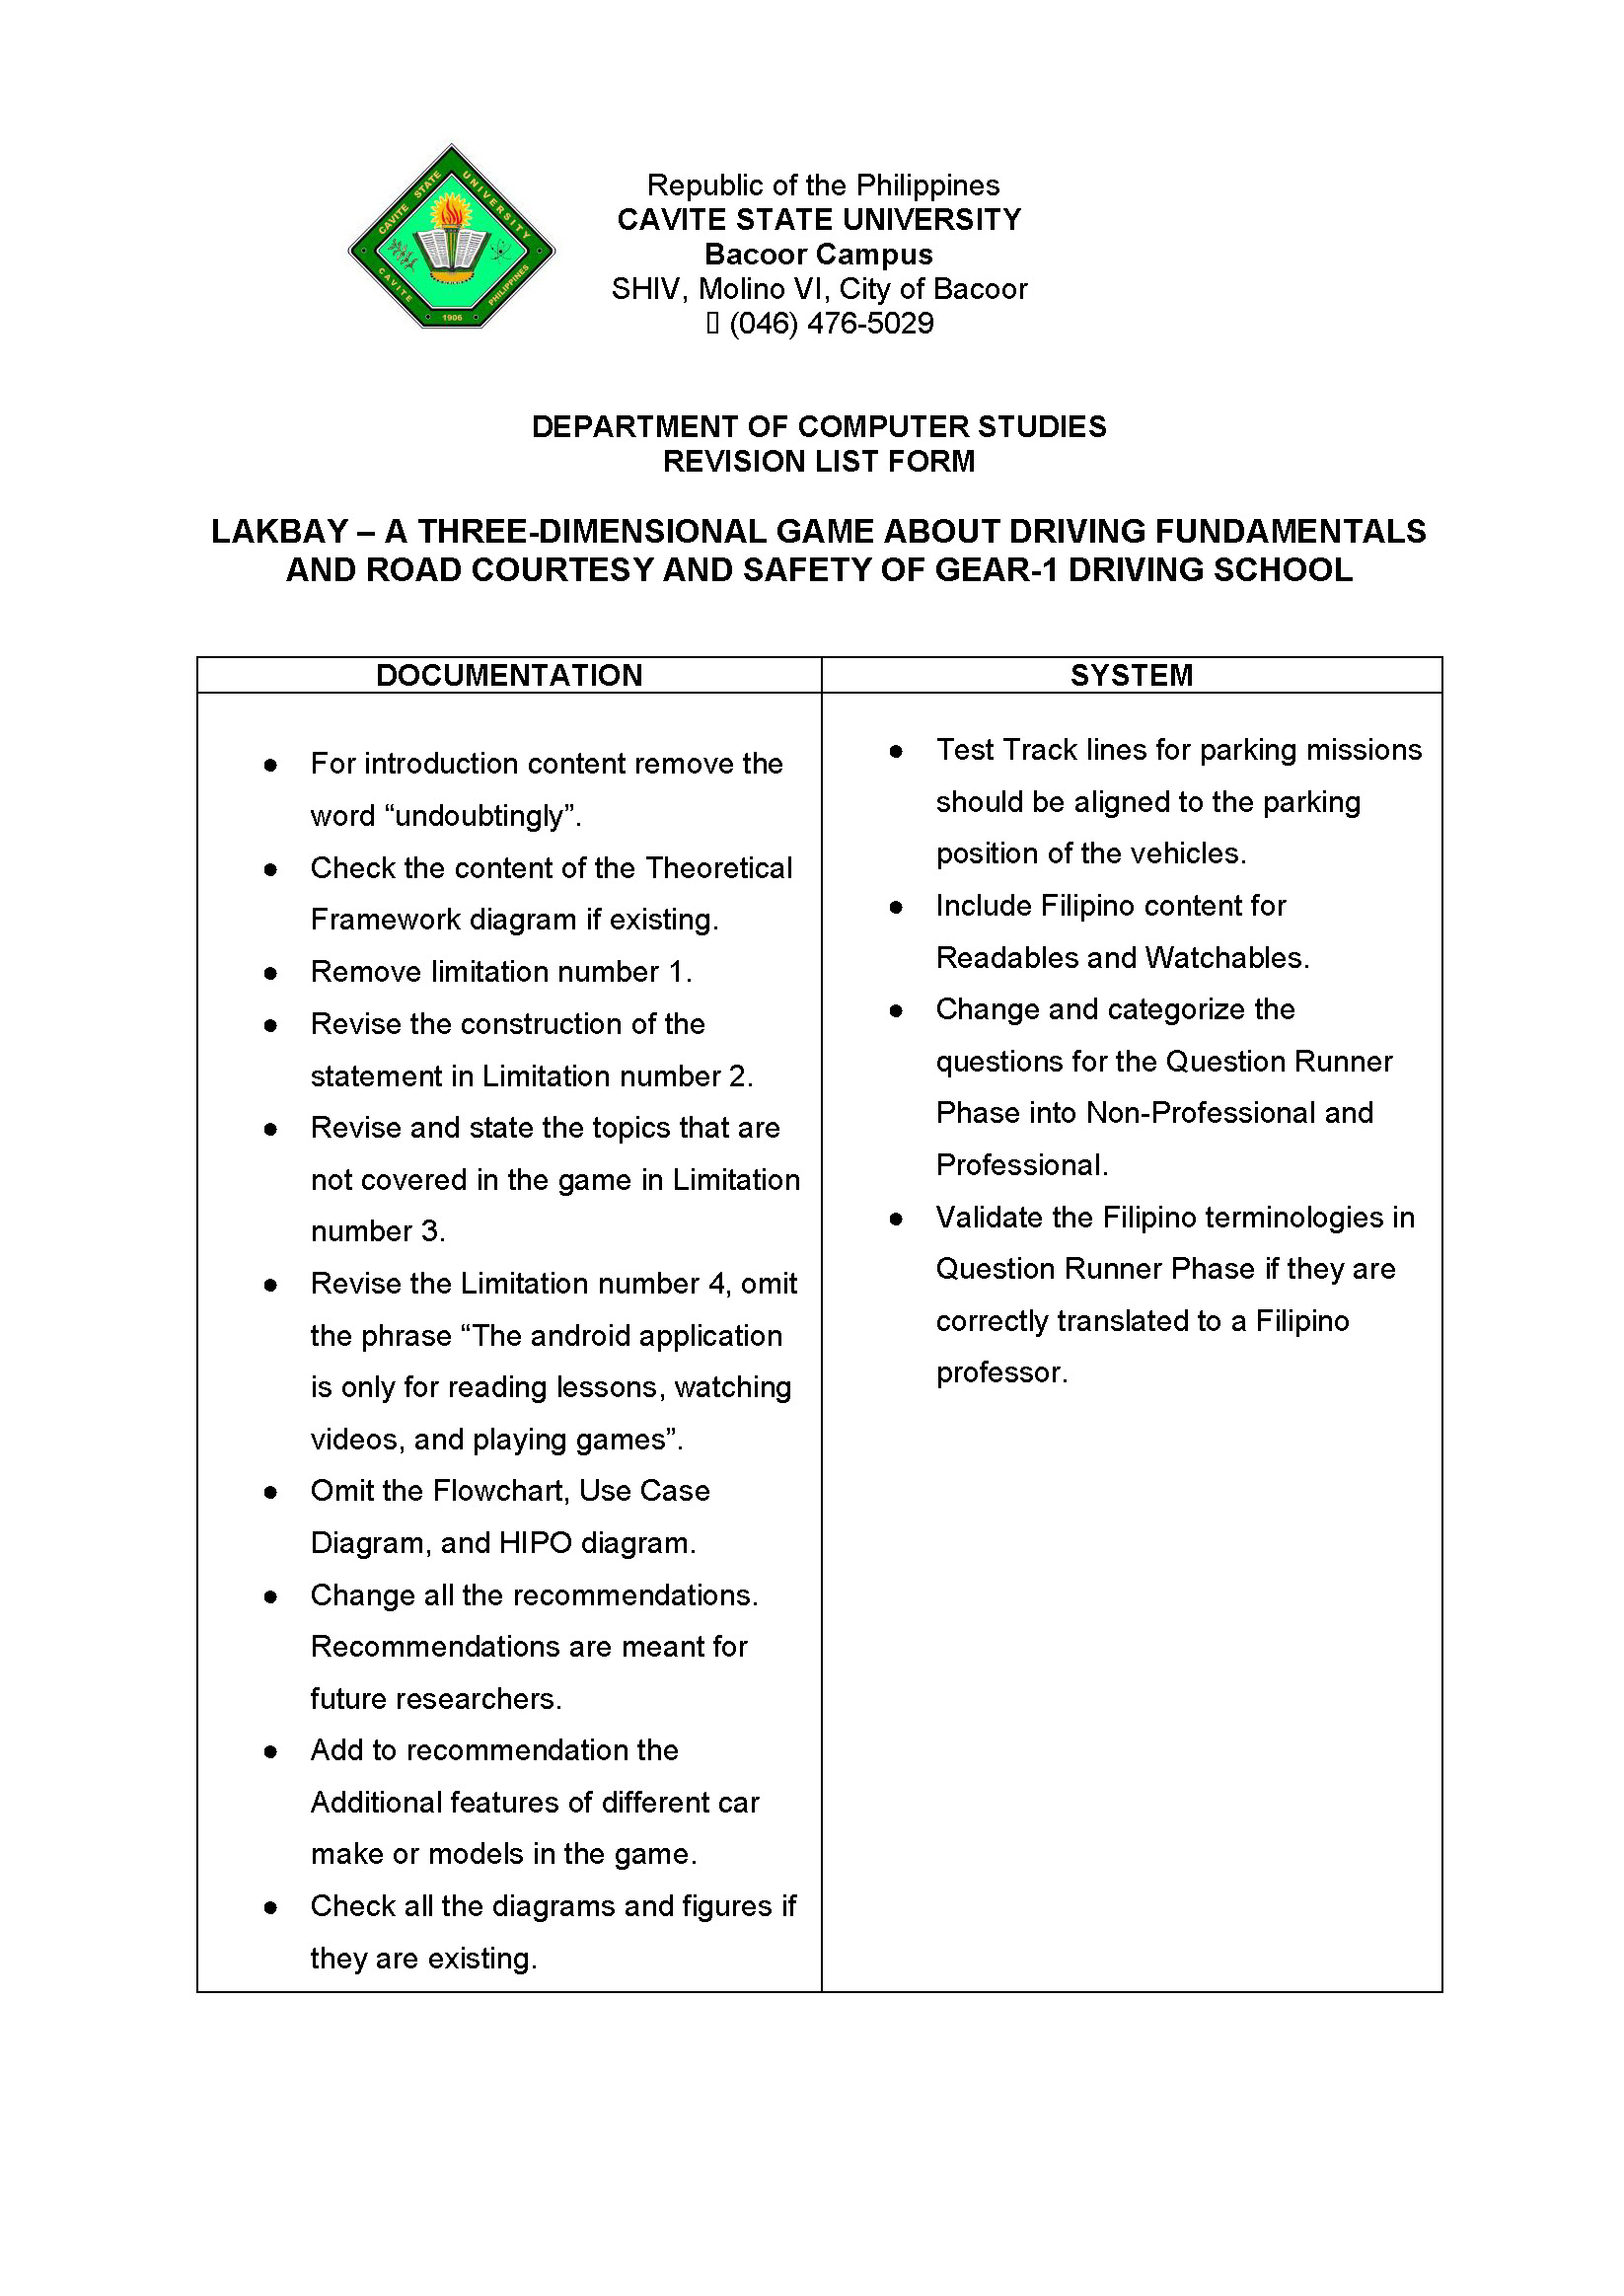 CAVITE STATE UNIVERSITY
CAVITE PHILIPPINES
1906
Republic of the Philippines
CAVITE STATE UNIVERSITY
Bacoor Campus
SHIV, Molino VI, City of Bacoor
(046) 476-5029
DEPARTMENT OF COMPUTER STUDIES
REVISION LIST FORM
LAKBAY – A THREE-DIMENSIONAL GAME ABOUT DRIVING FUNDAMENTALS
AND ROAD COURTESY AND SAFETY OF GEAR-1 DRIVING SCHOOL
DOCUMENTATION
● For introduction content remove the
word “undoubtingly”.
● Check the content of the Theoretical
Framework diagram if existing.
● Remove limitation number 1.
● Revise the construction of the
statement in Limitation number 2.
● Revise and state the topics that are
not covered in the game in Limitation
number 3.
● Revise the Limitation number 4, omit
the phrase “The android application
is only for reading lessons, watching
videos, and playing games”.
● Omit the Flowchart, Use Case
Diagram, and HIPO diagram.
● Change all the recommendations.
Recommendations are meant for
future researchers.
● Add to recommendation the
Additional features of different car
make or models in the game.
● Check all the diagrams and figures if
they are existing.
SYSTEM
● Test Track lines for parking missions
should be aligned to the parking
position of the vehicles.
● Include Filipino content for
Readables and Watchables.
● Change and categorize the
questions for the Question Runner
Phase into Non-Professional and
Professional.
● Validate the Filipino terminologies in
Question Runner Phase if they are
correctly translated to a Filipino
professor.